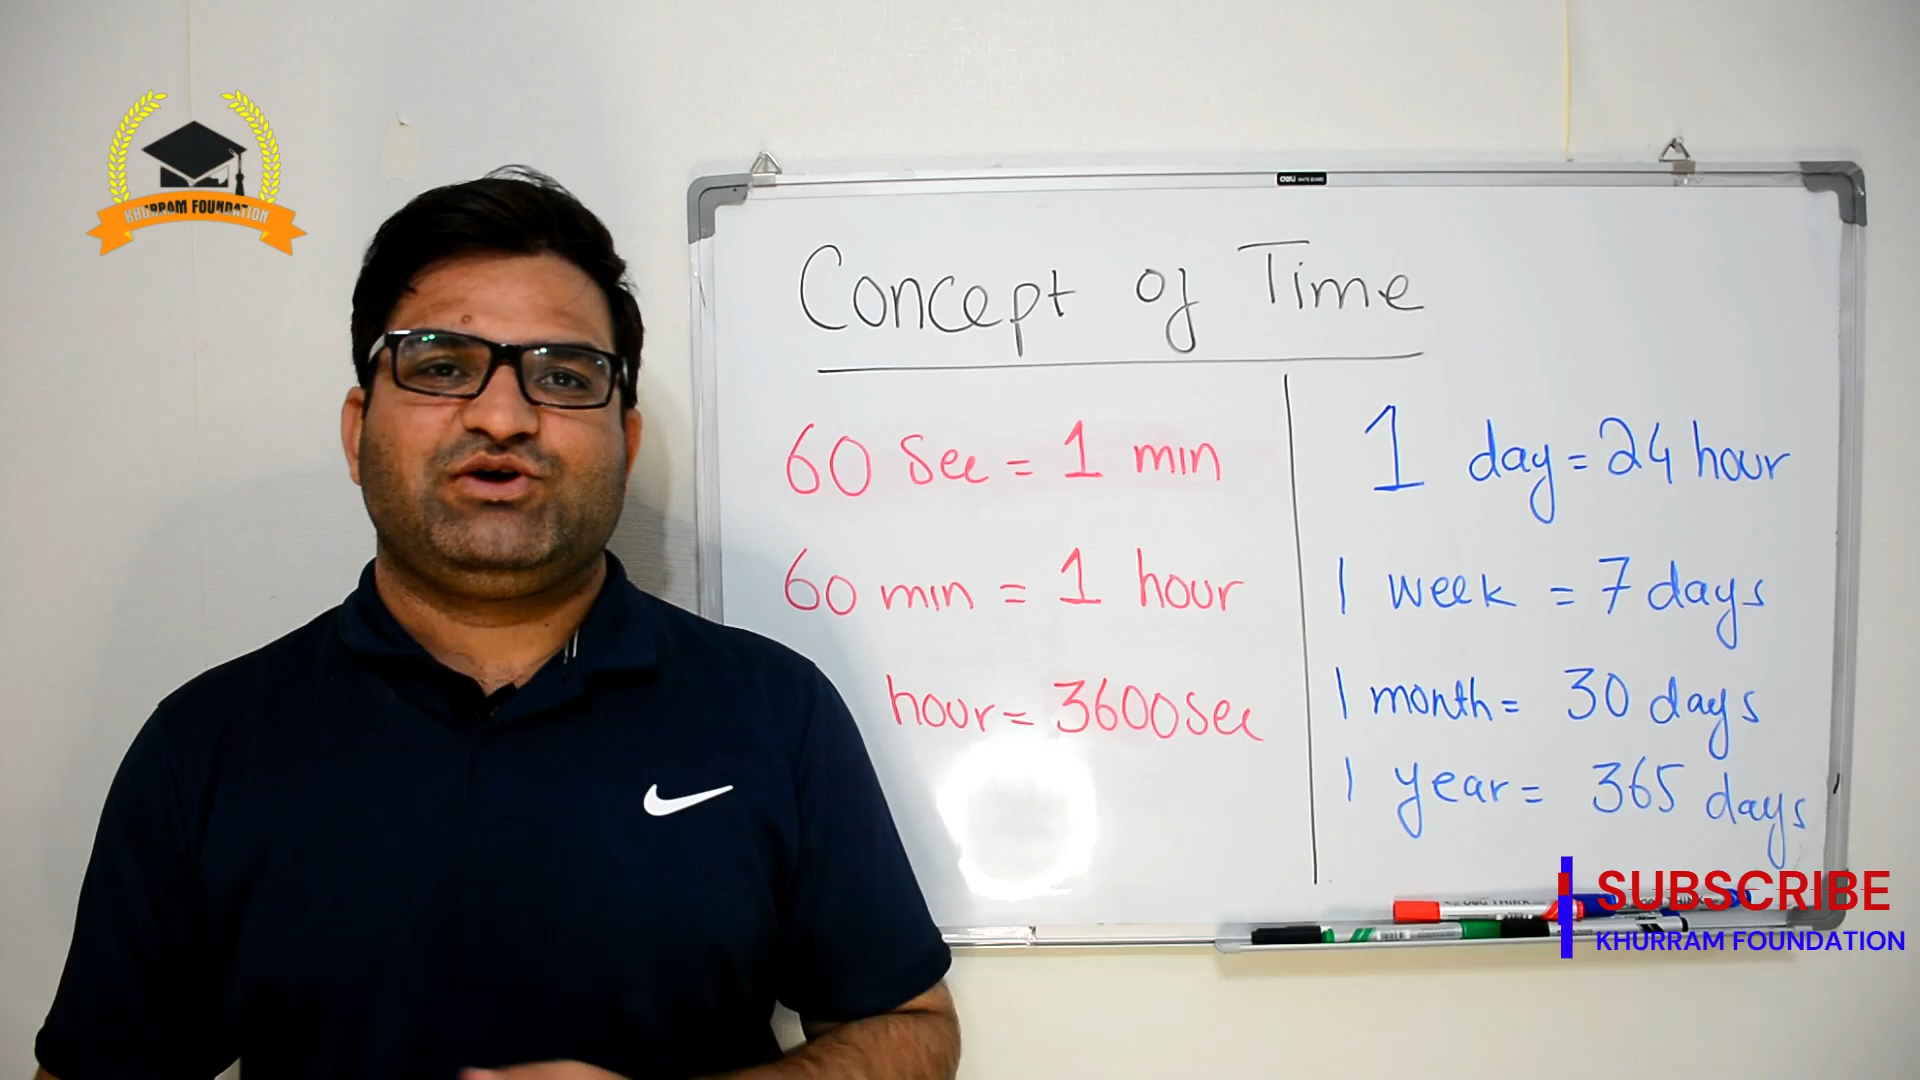 KHURRAM FOUNDATION
deli
Concept of Time
60 Sec = 1 min
60 min = 1 hour
hour = 3600 Sec
1 day = 24 hour
1 week = 7 days
1 month = 30 days
1 year = 365 days
SUBSCRIBE
KHURRAM FOUNDATION